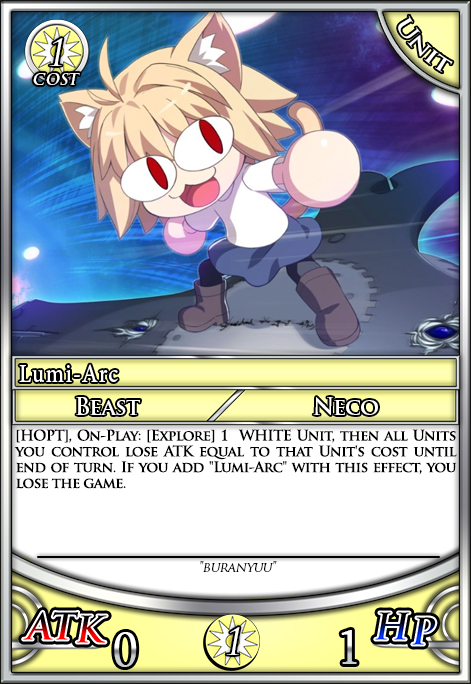 1
COST
UNIT
Lumi-Arc
Beast / Neco
[HOPT], On-Play: [Explore] 1 WHITE Unit, then all Units
you control lose ATK equal to that Unit's cost until
end of turn. If you add "Lumi-Arc" with this effect, you
lose the game.
"BURANYUU"
ATK 0 1 1 HP